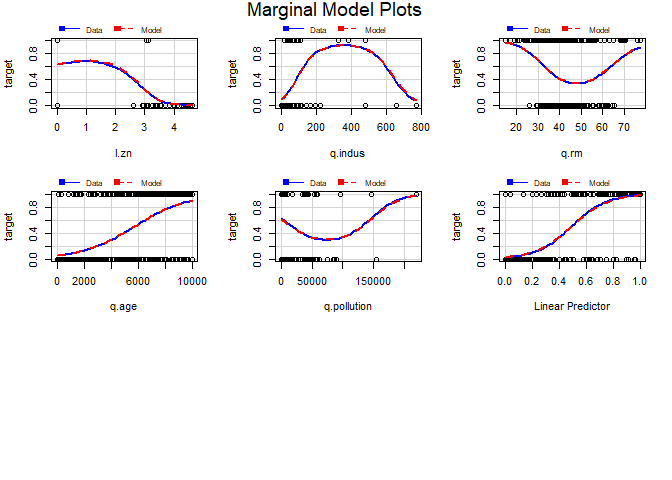 Marginal Model Plots
Data Model
target
0.0 0.4 0.8
0 1 2 3 4
l.zn
Data Model
target
0.0 0.4 0.8
0 200 400 600 800
q.indus
Data Model
target
0.0 0.4 0.8
20 30 40 50 60 70
q.rm
Data Model
target
0.0 0.4 0.8
0 2000 6000 10000
q.age
Data Model
target
0.0 0.4 0.8
0 50000 150000
q.pollution
Data Model
target
0.0 0.4 0.8
0.0 0.2 0.4 0.6 0.8 1.0
Linear Predictor